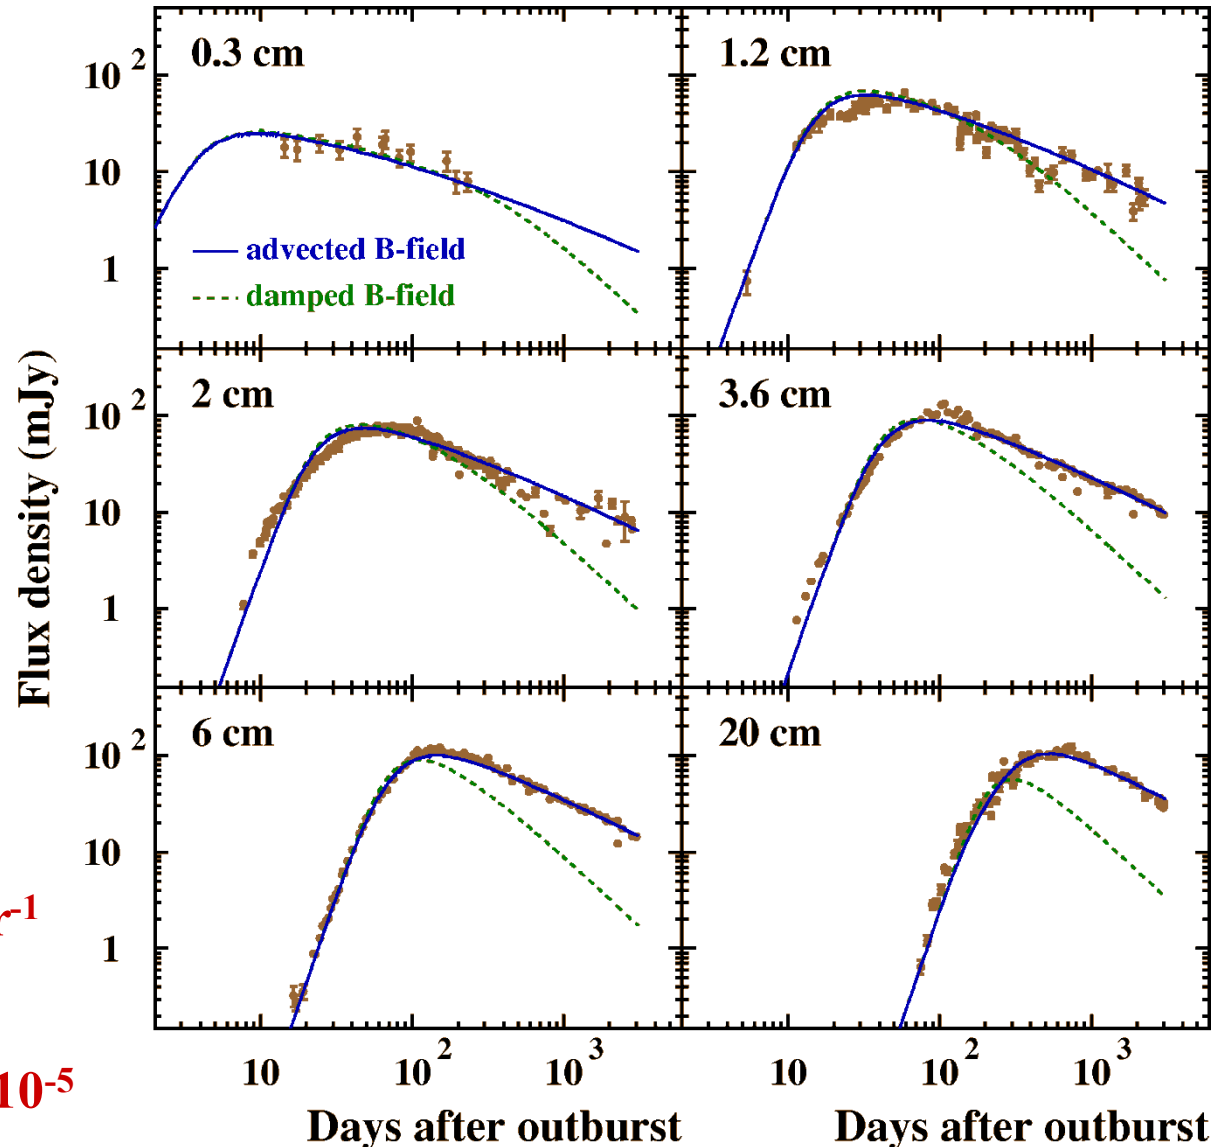 0.3 cm
1.2 cm
10 2
10
1
advected B-field
damped B-field
2 cm
3.6 cm
10 2
10
1
6 cm
20 cm
10 2
10
1
Flux density (mJy)
r-1
10-5
10
10 2
10 3
10
10 2
10 3
Days after outburst
Days after outburst